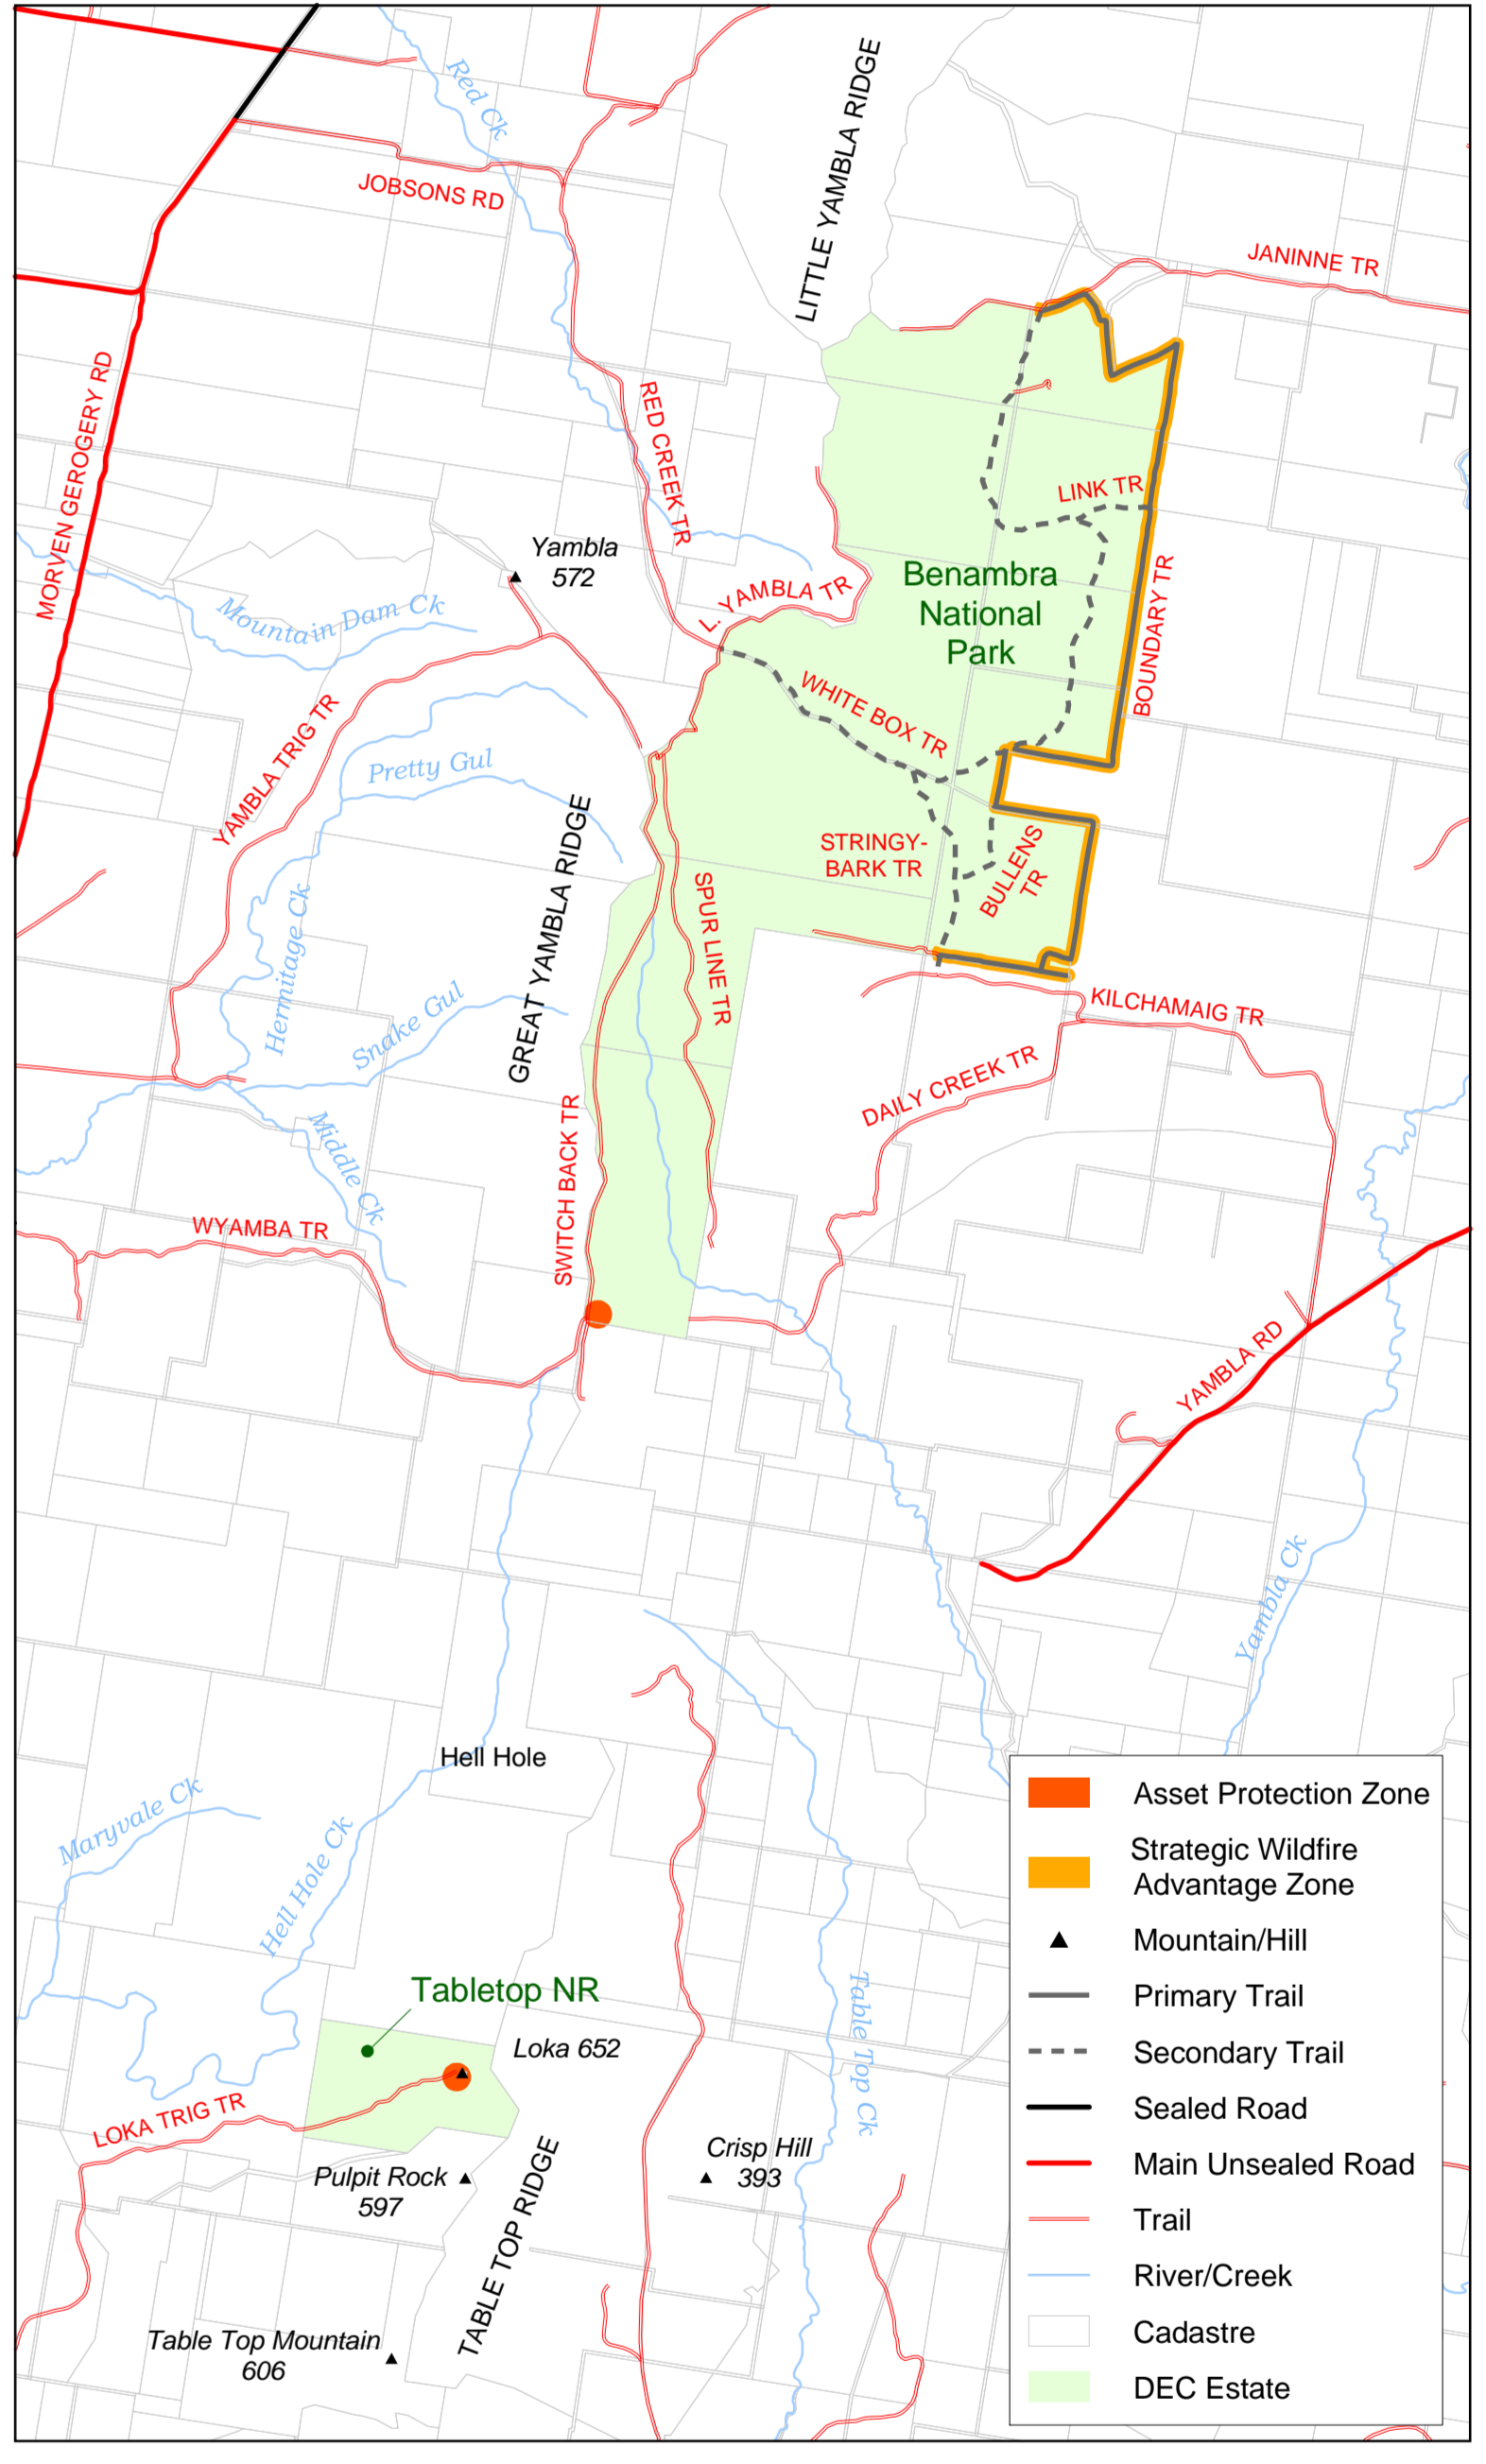 Red Ck
LITTLE YAMBLA RIDGE
JOBSONS RD
JANINNE TR
MORVEN GEROGERY RD
RED CREEK TR
LINK TR
Yambla
572
Mountain Dam Ck
L. YAMBLA TR
Benambra
National
Park
BOUNDARY TR
WHITE BOX TR
YAMBLA TRIG TR
Pretty Gul
GREAT YAMBLA RIDGE
STRINGY-
BARK TR
BULLENS
TR
SPUR LINE TR
Hermitage Ck
Snake Gul
KILCHAMAIG TR
DAILY CREEK TR
Middle Ck
SWITCH BACK TR
WYAMBA TR
YAMBLA RD
Yambla Ck
Hell Hole
Maryvale Ck
Hell Hole Ck
Tabletop NR
Loka 652
Table Top Ck
LOKA TRIG TR
Pulpit Rock
597
Crisp Hill
393
TABLE TOP RIDGE
Table Top Mountain
606
Asset Protection Zone
Strategic Wildfire
Advantage Zone
Mountain/Hill
Primary Trail
Secondary Trail
Sealed Road
Main Unsealed Road
Trail
River/Creek
Cadastre
DEC Estate